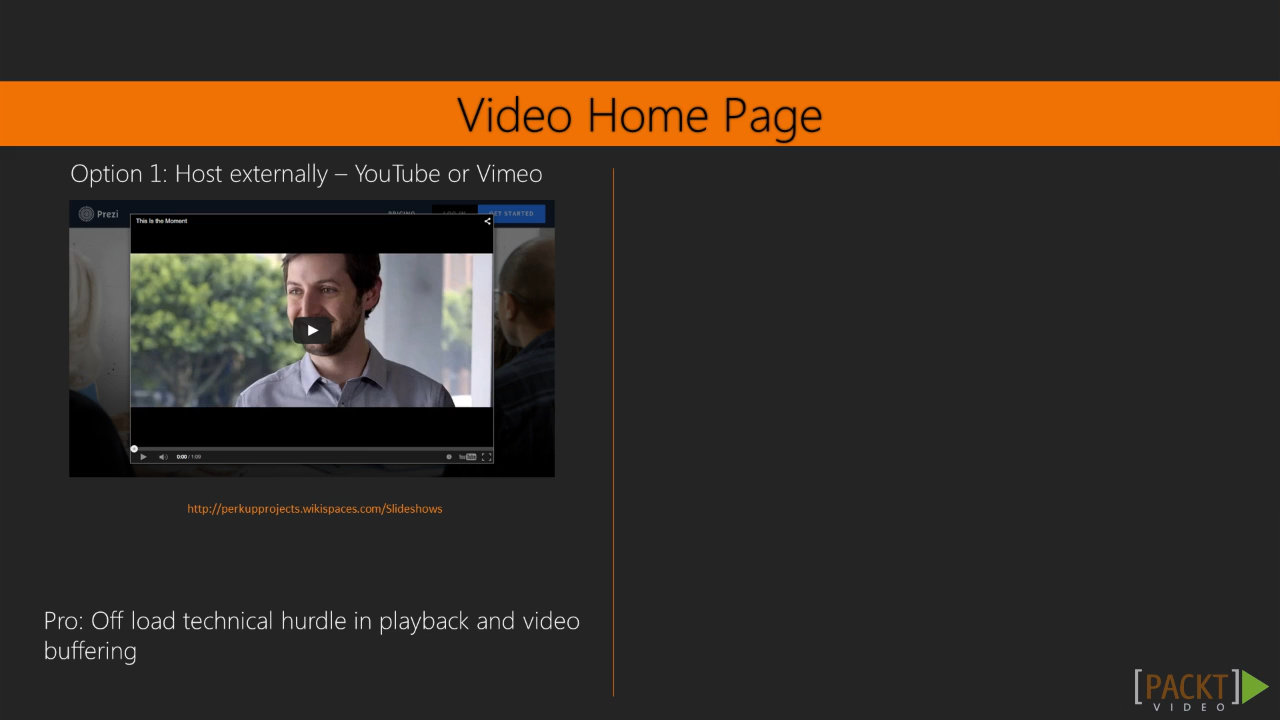 Video Home Page
Option 1: Host externally – YouTube or Vimeo
Prezi
PRICING
LOG IN
GET STARTED
This Is the Moment
0:00 / 1:09
YouTube
http://perkupprojects.wikispaces.com/Slideshows
Pro: Off load technical hurdle in playback and video
buffering
[PACKT]
VIDEO